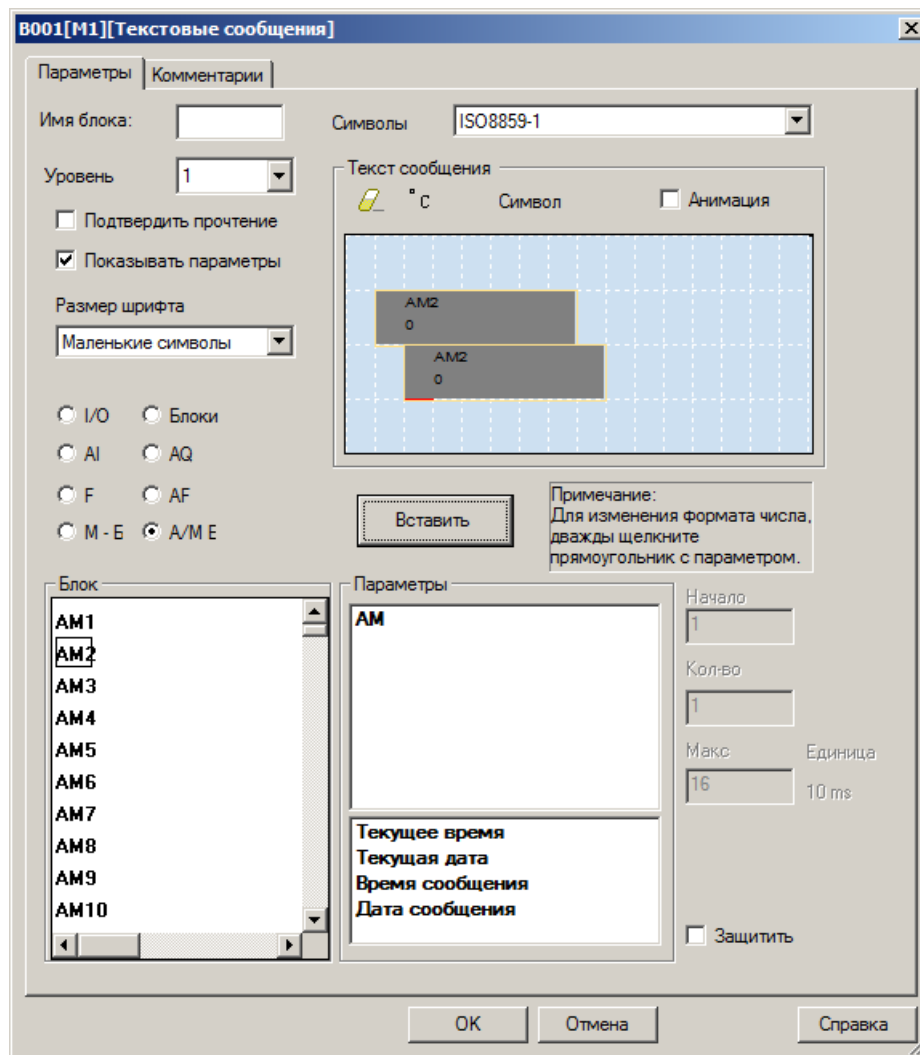 B001[M1][Текстовые сообщения]
Параметры
Комментарии
Имя блока:
Символы
ISO8859-1
Уровень
1
Подтвердить прочтение
Показывать параметры
Размер шрифта
Маленькие символы
Текст сообщения
°C
Символ
Анимация
AM2
0
AM2
0
I/O
Блоки
AI
AQ
F
AF
М - Б
А/М Е
Вставить
Примечание:
Для изменения формата числа,
дважды щелкните
прямоугольник с параметром.
Блок
AM1
AM2
AM3
AM4
AM5
AM6
AM7
AM8
AM9
AM10
Параметры
AM
Текущее время
Текущая дата
Время сообщения
Дата сообщения
Начало
1
Кол-во
1
Макс
16
Единица
10 ms
Защитить
OK
Отмена
Справка